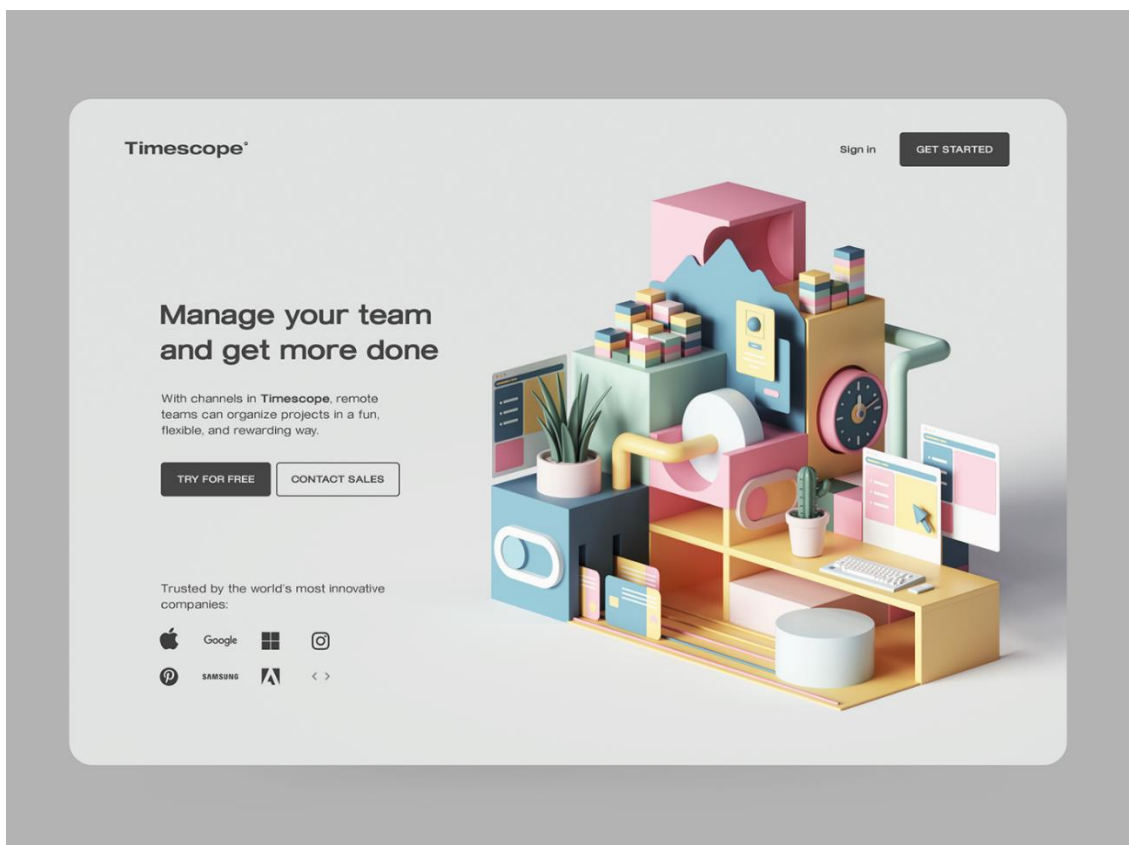 Timescope°
Sign in
GET STARTED
Manage your team
and get more done
With channels in Timescope, remote
teams can organize projects in a fun,
flexible, and rewarding way.
TRY FOR FREE
CONTACT SALES
Trusted by the world's most innovative
companies:
Google
SAMSUNG